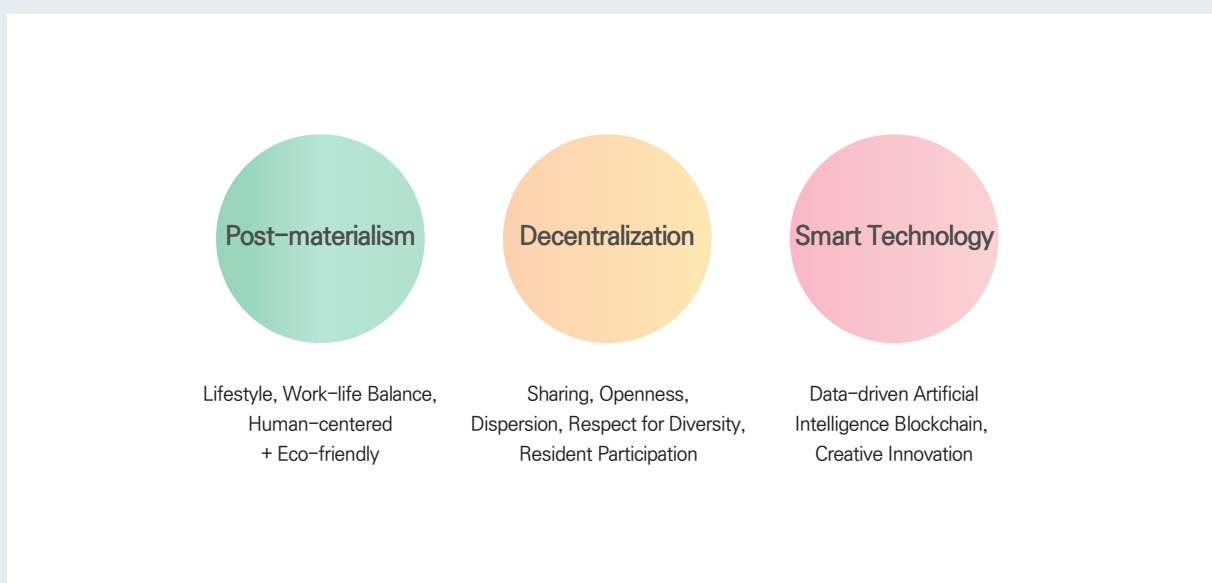 Post-materialism
Decentralization
Smart Technology
Lifestyle, Work-life Balance,
Human-centered
+ Eco-friendly
Sharing, Openness,
Dispersion, Respect for Diversity,
Resident Participation
Data-driven Artificial
Intelligence Blockchain,
Creative Innovation